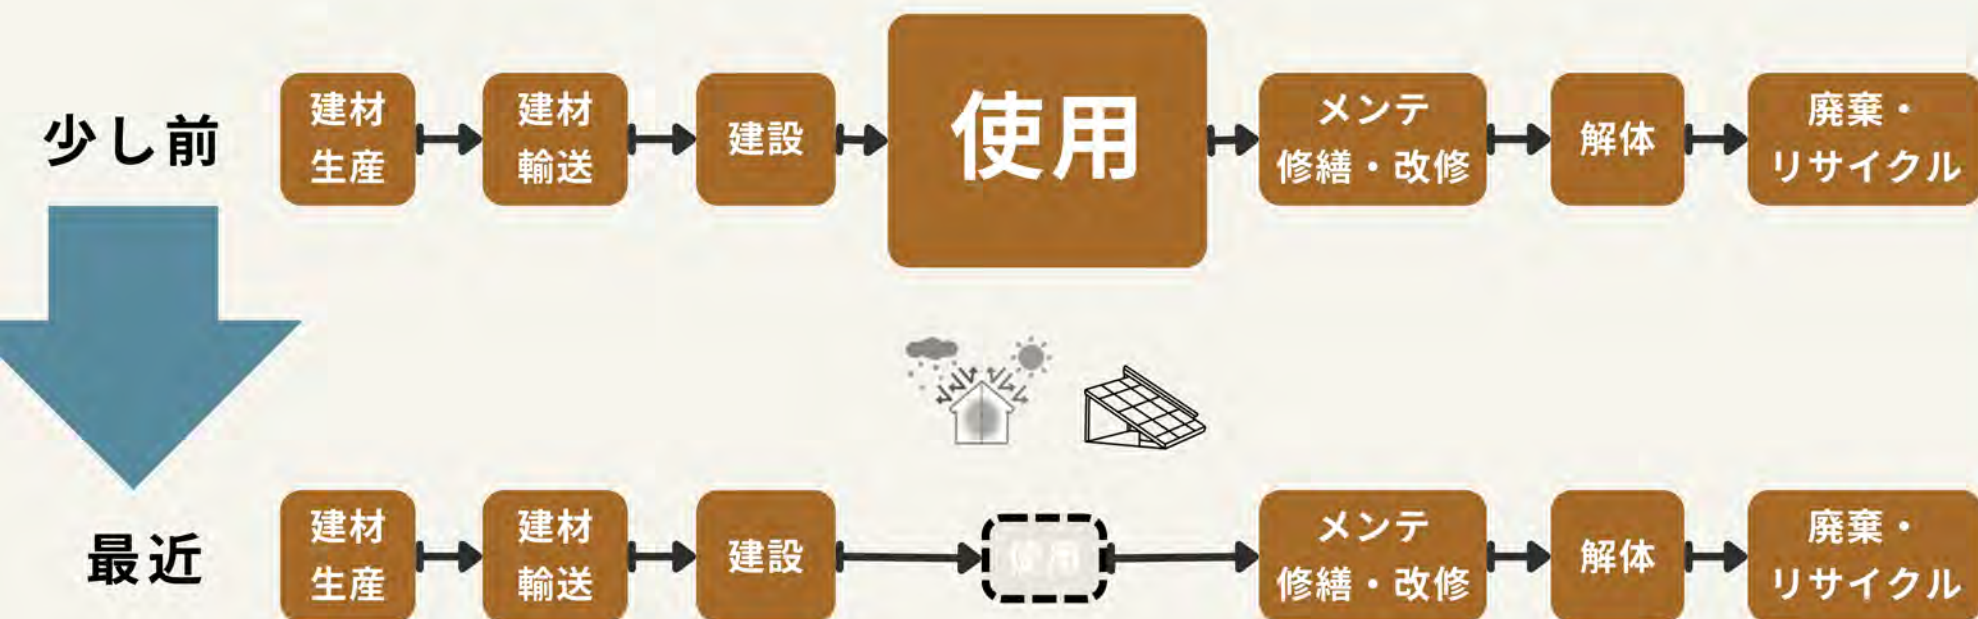 少し前
建材
生産
建材
輸送
建設
使用
メンテ
修繕・改修
解体
廃棄・
リサイクル
最近
建材
生産
建材
輸送
建設
使用
メンテ
修繕・改修
解体
廃棄・
リサイクル